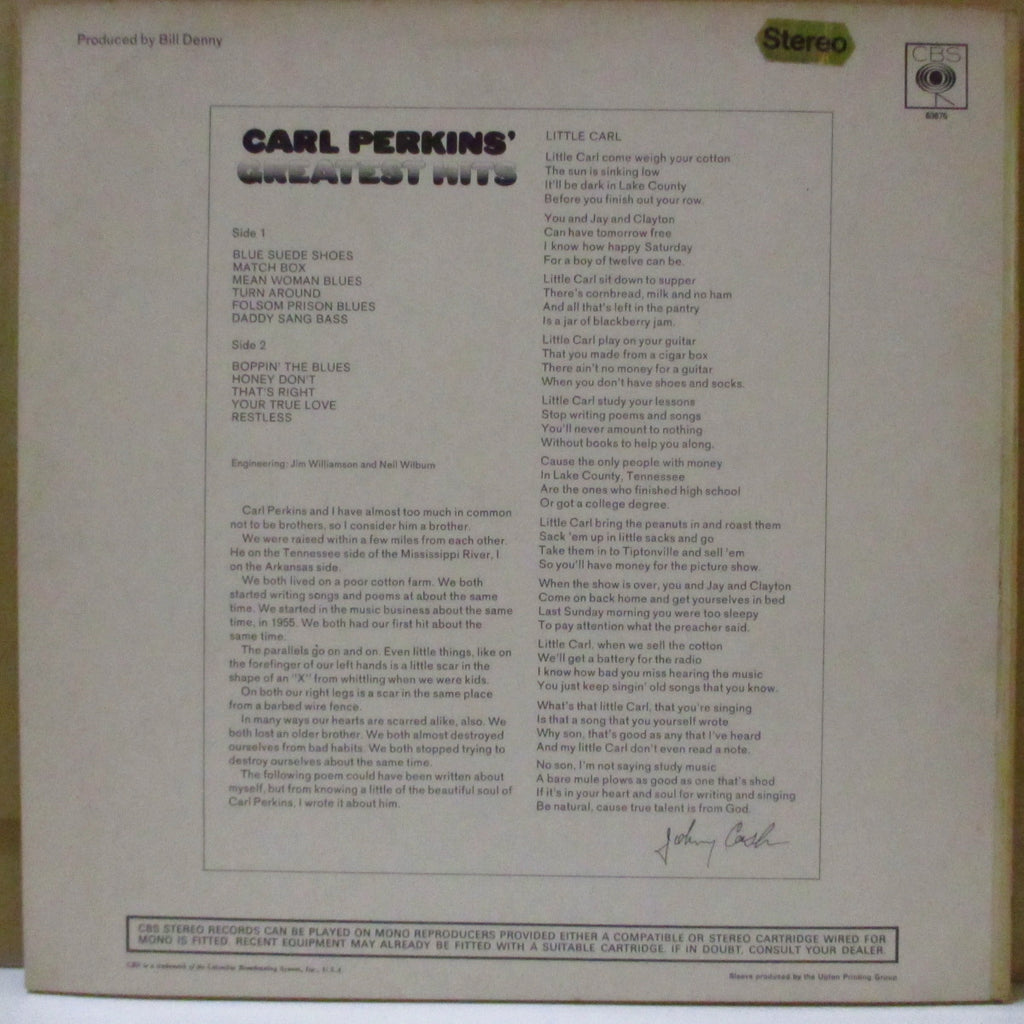 Produced by Bill Denny
Stereo
CBS
63676
CARL PERKINS'
GREATEST HITS
Side 1
BLUE SUEDE SHOES
MATCH BOX
MEAN WOMAN BLUES
TURN AROUND
FOLSOM PRISON BLUES
DADDY SANG BASS
Side 2
BOPPIN' THE BLUES
HONEY DON'T
THAT'S RIGHT
YOUR TRUE LOVE
RESTLESS
Engineering: Jim Williamson and Neil Wilburn
Carl Perkins and I have almost too much in common
not to be brothers, so I consider him a brother.
We were raised within a few miles from each other.
He on the Tennessee side of the Mississippi River, I
on the Arkansas side.
We both lived on a poor cotton farm. We both
started writing songs and poems at about the same
time. We started in the music business about the same
time, in 1955. We both had our first hit about the
same time.
The parallels go on and on. Even little things, like on
the forefinger of our left hands is a little scar in the
shape of an "X" from whittling when we were kids.
On both our right legs is a scar in the same place
from a barbed wire fence.
In many ways our hearts are scarred alike, also. We
both lost an older brother. We both almost destroyed
ourselves from bad habits. We both stopped trying to
destroy ourselves about the same time.
The following poem could have been written about
myself, but from knowing a little of the beautiful soul of
Carl Perkins, I wrote it about him.
LITTLE CARL
Little Carl come weigh your cotton
The sun is sinking low
It'll be dark in Lake County
Before you finish out your row.
You and Jay and Clayton
Can have tomorrow free
I know how happy Saturday
For a boy of twelve can be.
Little Carl sit down to supper
There's cornbread, milk and no ham
And all that's left in the pantry
Is a jar of blackberry jam.
Little Carl play on your guitar
That you made from a cigar box
There ain't no money for a guitar
When you don't have shoes and socks.
Little Carl study your lessons
Stop writing poems and songs
You'll never amount to nothing
Without books to help you along.
Cause the only people with money
In Lake County, Tennessee
Are the ones who finished high school
Or got a college degree.
Little Carl bring the peanuts in and roast them
Sack 'em up in little sacks and go
Take them in to Tiptonville and sell 'em
So you'll have money for the picture show.
When the show is over, you and Jay and Clayton
Come on back home and get yourselves in bed
Last Sunday morning you were too sleepy
To pay attention what the preacher said.
Little Carl, when we sell the cotton
We'll get a battery for the radio
I know how bad you miss hearing the music
You just keep singin' old songs that you know.
What's that little Carl, that you're singing
Is that a song that you yourself wrote
Why son, that's good as any that I've heard
And my little Carl don't even read a note.
No son, I'm not saying study music
A bare mule plows as good as one that's shod
If it's in your heart and soul for writing and singing
Be natural, cause true talent is from God.
Johnny Cash
CBS STEREO RECORDS CAN BE PLAYED ON MONO REPRODUCERS PROVIDED EITHER A COMPATIBLE OR STEREO CARTRIDGE WIRED FOR
MONO IS FITTED. RECENT EQUIPMENT MAY ALREADY BE FITTED WITH A SUITABLE CARTRIDGE. IF IN DOUBT, CONSULT YOUR DEALER.
CBS is a trademark of the Columbia Broadcasting System, Inc., U.S.A.
Sleeve produced by the Upton Printing Group